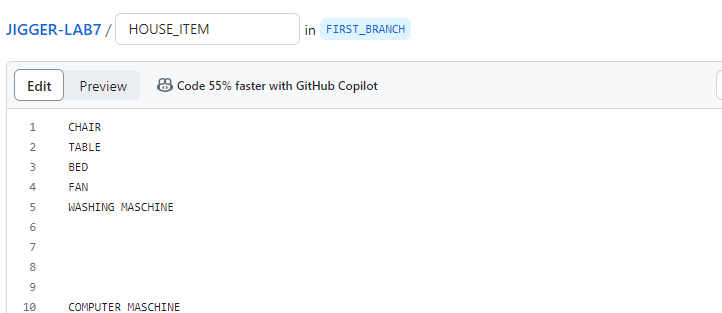 JIGGER-LAB7 / HOUSE_ITEM in FIRST_BRANCH
Edit Preview Code 55% faster with GitHub Copilot
1 CHAIR
2 TABLE
3 BED
4 FAN
5 WASHING MASCHINE
6
7
8
9
10 COMPUTER MASCHINE